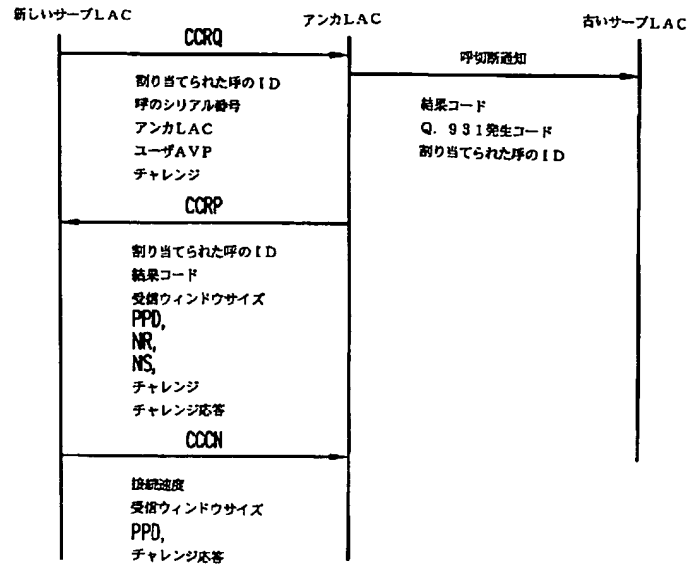 新しいサーブLAC
アンカLAC
古いサーブLAC
CCRQ
呼切断通知
割り当てられた呼のID
呼のシリアル番号
アンカLAC
ユーザAVP
チャレンジ
結果コード
Q. 931発生コード
割り当てられた呼のID
CCRP
割り当てられた呼のID
結果コード
受信ウィンドウサイズ
PPD,
NR,
NS,
チャレンジ
チャレンジ応答
CCCN
接続速度
受信ウィンドウサイズ
PPD,
チャレンジ応答